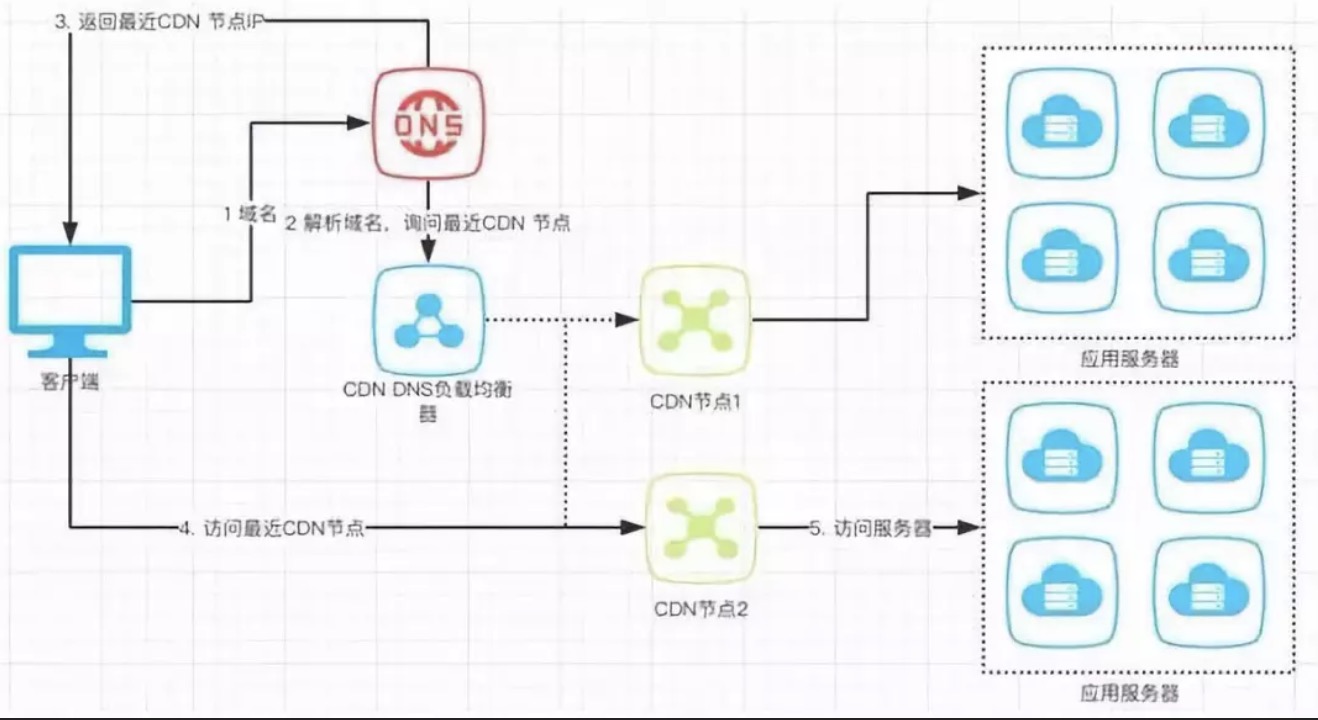 3. 返回最近CDN 节点IP
DNS
1 域名
2 解析域名，询问最近CDN 节点
客户端
CDN DNS负载均衡
器
CDN节点1
应用服务器
4. 访问最近CDN节点
5. 访问服务器
CDN节点2
应用服务器